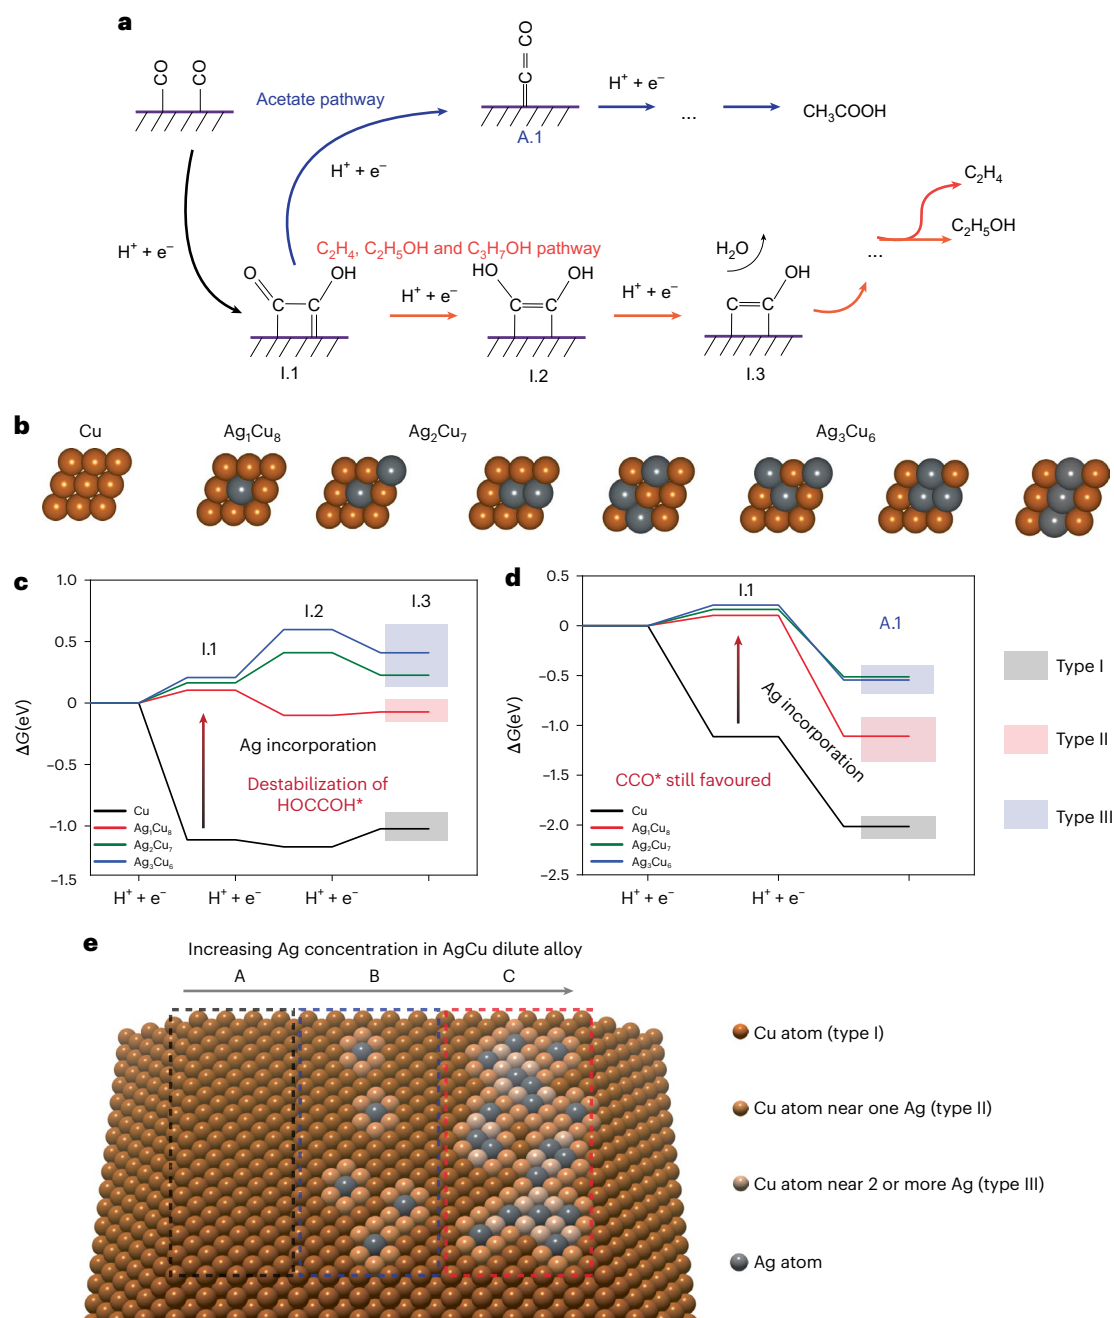 a
CO CO
Acetate pathway
C = C = CO
A.1
H⁺ + e⁻
...
CH₃COOH
H⁺ + e⁻
H⁺ + e⁻
C₂H₄, C₂H₅OH and C₃H₇OH pathway
C₂H₄
C₂H₅OH
...
O OH
C C
I.1
H⁺ + e⁻
HO OH
C C
I.2
H⁺ + e⁻
H₂O
OH
C C
I.3
b
Cu Ag₁Cu₈ Ag₂Cu₇ Ag₃Cu₆
c
ΔG(eV)
1.0
0.5
0
−0.5
−1.0
−1.5
I.1
I.2
I.3
Ag incorporation
Destabilization of
HOCCOH*
Cu
Ag₁Cu₈
Ag₂Cu₇
Ag₃Cu₆
H⁺ + e⁻ H⁺ + e⁻ H⁺ + e⁻
d
ΔG(eV)
0.5
0
−0.5
−1.0
−1.5
−2.0
−2.5
I.1
A.1
Ag incorporation
CCO* still favoured
Cu
Ag₁Cu₈
Ag₂Cu₇
Ag₃Cu₆
H⁺ + e⁻ H⁺ + e⁻
Type I
Type II
Type III
e
Increasing Ag concentration in AgCu dilute alloy
A B C
Cu atom (type I)
Cu atom near one Ag (type II)
Cu atom near 2 or more Ag (type III)
Ag atom